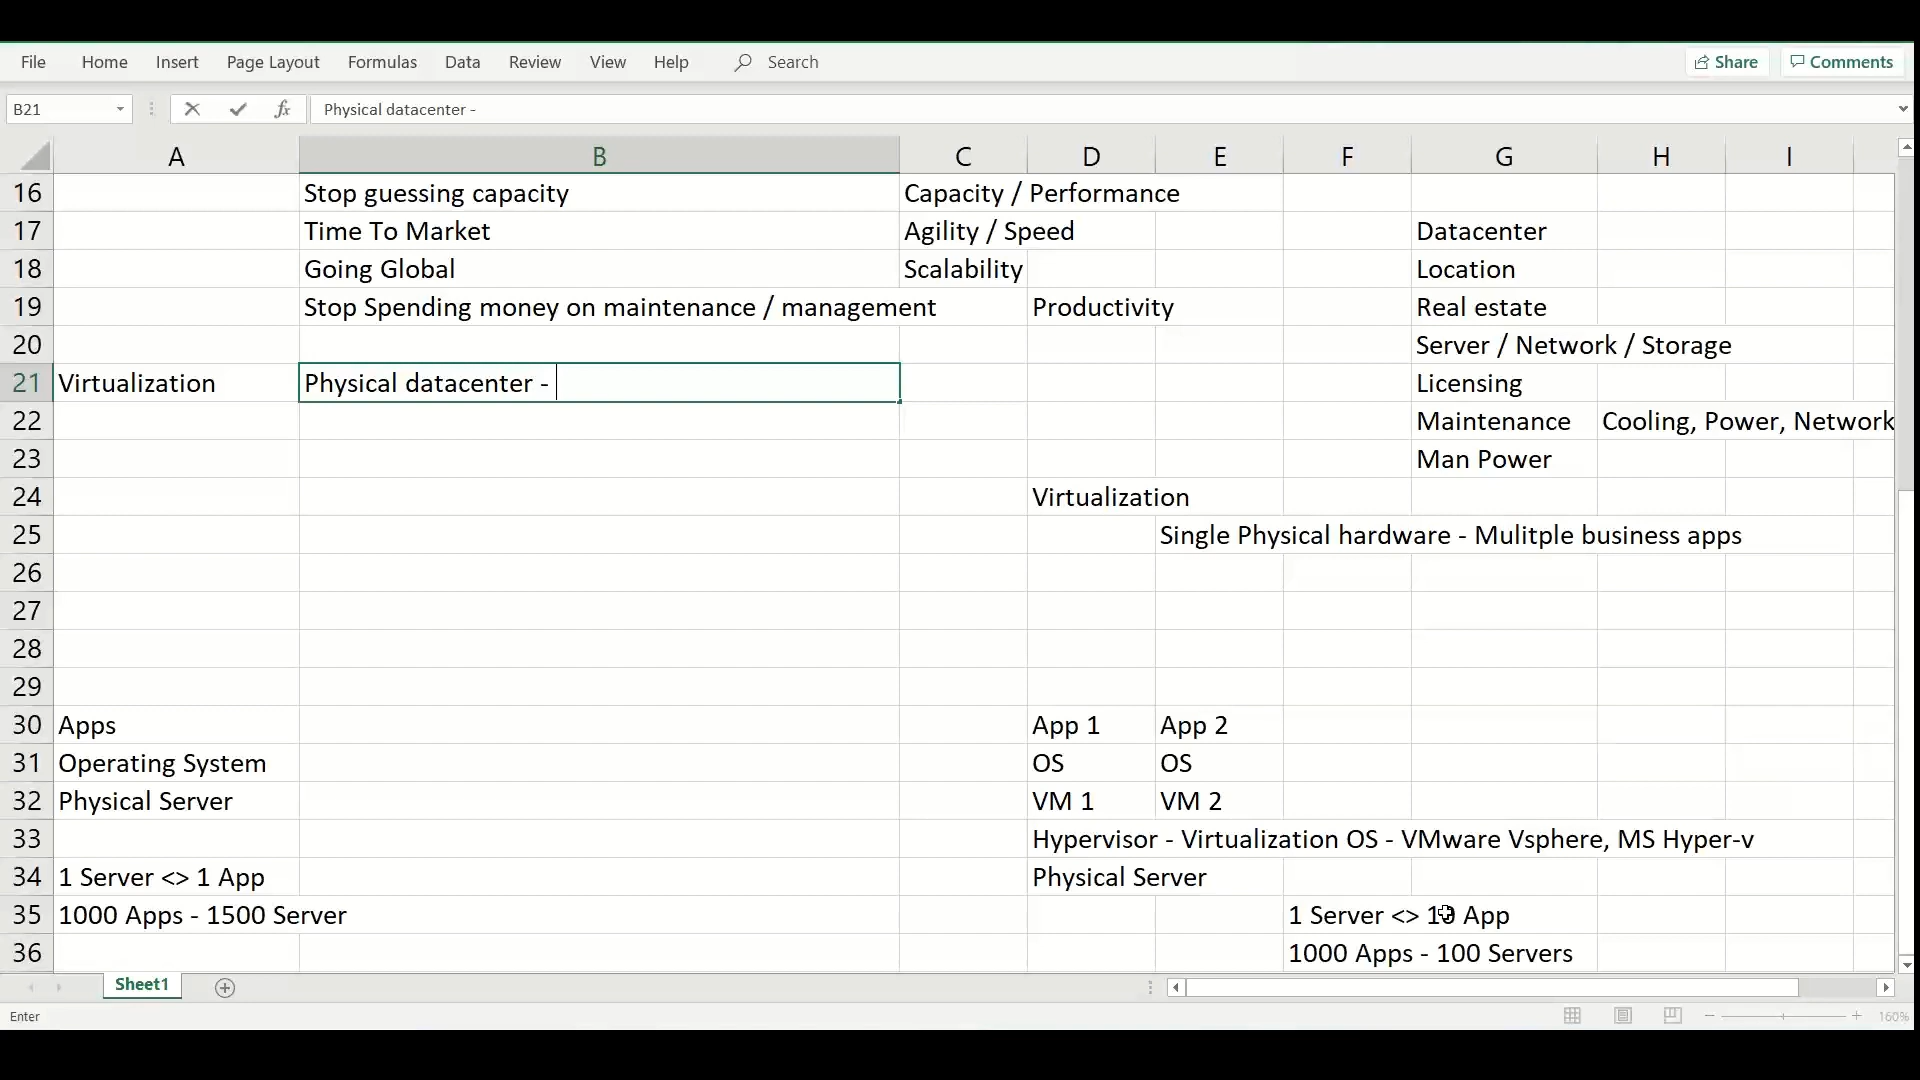 File Home Insert Page Layout Formulas Data Review View Help Search Share Comments
B21 fx Physical datacenter -
A B C D E F G H I
16 Stop guessing capacity Capacity / Performance
17 Time To Market Agility / Speed Datacenter
18 Going Global Scalability Location
19 Stop Spending money on maintenance / management Productivity Real estate
20 Server / Network / Storage
21 Virtualization Physical datacenter - Licensing
22 Maintenance Cooling, Power, Network
23 Man Power
24 Virtualization
25 Single Physical hardware - Mulitple business apps
26
27
28
29
30 Apps App 1 App 2
31 Operating System OS OS
32 Physical Server VM 1 VM 2
33 Hypervisor - Virtualization OS - VMware Vsphere, MS Hyper-v
34 1 Server <> 1 App Physical Server
35 1000 Apps - 1500 Server 1 Server <> 10 App
36 1000 Apps - 100 Servers
Sheet1
Enter 160%